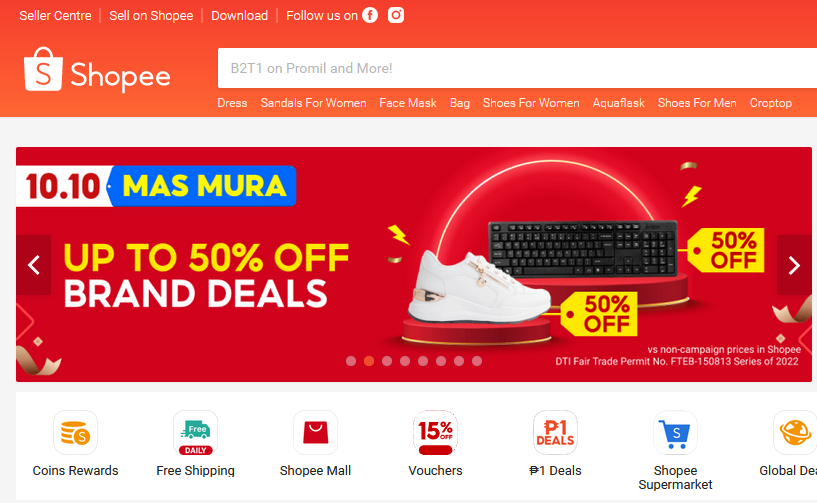 Seller Centre
Sell on Shopee
Download
Follow us on
Shopee
B2T1 on Promil and More!
Dress Sandals For Women Face Mask Bag Shoes For Women Aquaflask Shoes For Men Croptop
10.10 MAS MURA
UP TO 50% OFF
BRAND DEALS
50%
OFF
50%
OFF
vs non-campaign prices in Shopee
DTI Fair Trade Permit No. FTEB-150813 Series of 2022
Free
DAILY
15%
OFF
₱1
DEALS
Coins Rewards
Free Shipping
Shopee Mall
Vouchers
₱1 Deals
Shopee
Supermarket
Global